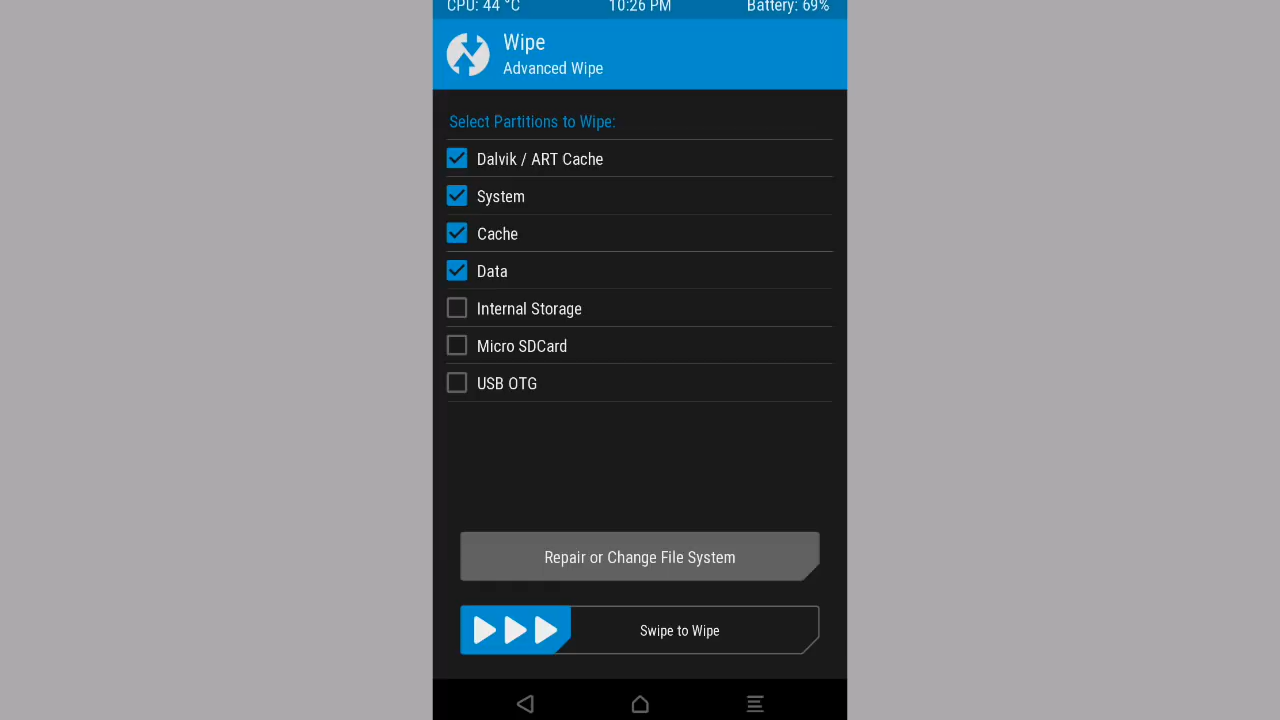 CPU: 44 °C 10:26 PM Battery: 69%
Wipe
Advanced Wipe
Select Partitions to Wipe:
Dalvik / ART Cache
System
Cache
Data
Internal Storage
Micro SDCard
USB OTG
Repair or Change File System
Swipe to Wipe